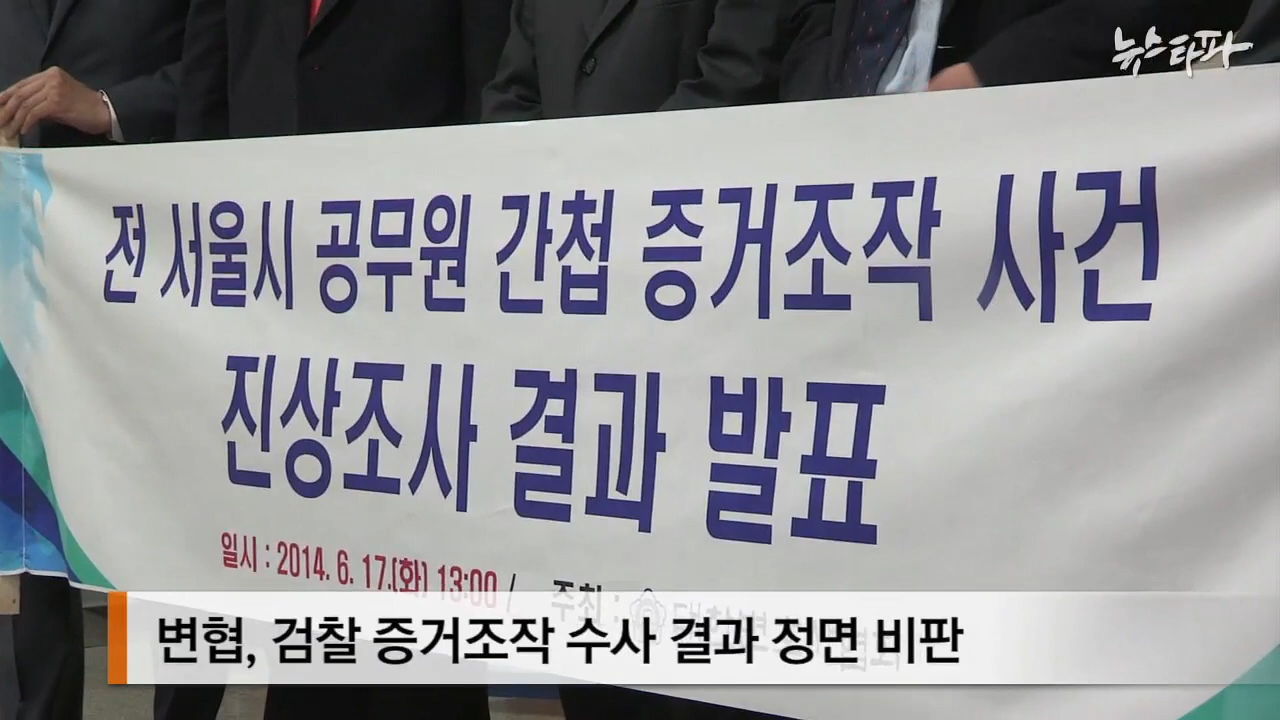 뉴스타파
전 서울시 공무원 간첩 증거조작 사건
진상조사 결과 발표
일시 : 2014. 6. 17.(화) 13:00 / 주최 :
변협, 검찰 증거조작 수사 결과 정면 비판